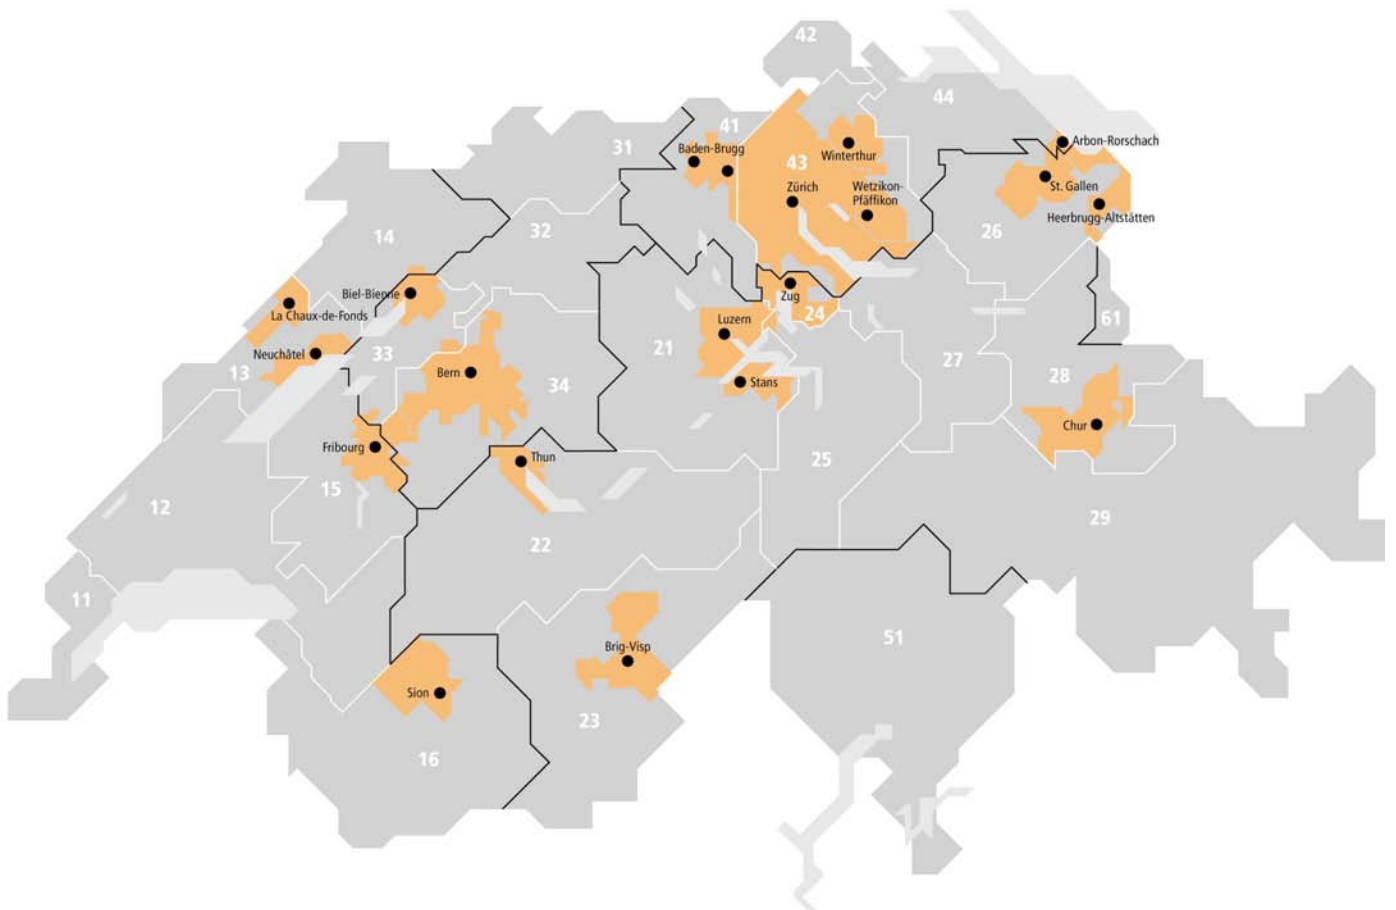 42
44
41
Arbon-Rorschach
31
Baden-Brugg
Winterthur
43
St. Gallen
Zürich
Wetzikon-
Pfäffikon
Heerbrugg-Altstätten
32
26
14
Biel-Bienne
Zug
La Chaux-de-Fonds
24
61
Luzern
21
Neuchâtel
33
13
Bern
34
27
28
Stans
Chur
Fribourg
Thun
25
15
12
29
22
11
51
Brig-Visp
Sion
23
16